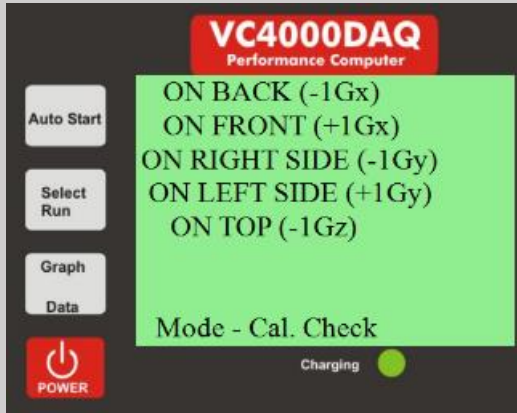 VC4000DAQ
Performance Computer
Auto Start
Select
Run
Graph
Data
POWER
ON BACK (-1Gx)
ON FRONT (+1Gx)
ON RIGHT SIDE (-1Gy)
ON LEFT SIDE (+1Gy)
ON TOP (-1Gz)
Mode - Cal. Check
Charging